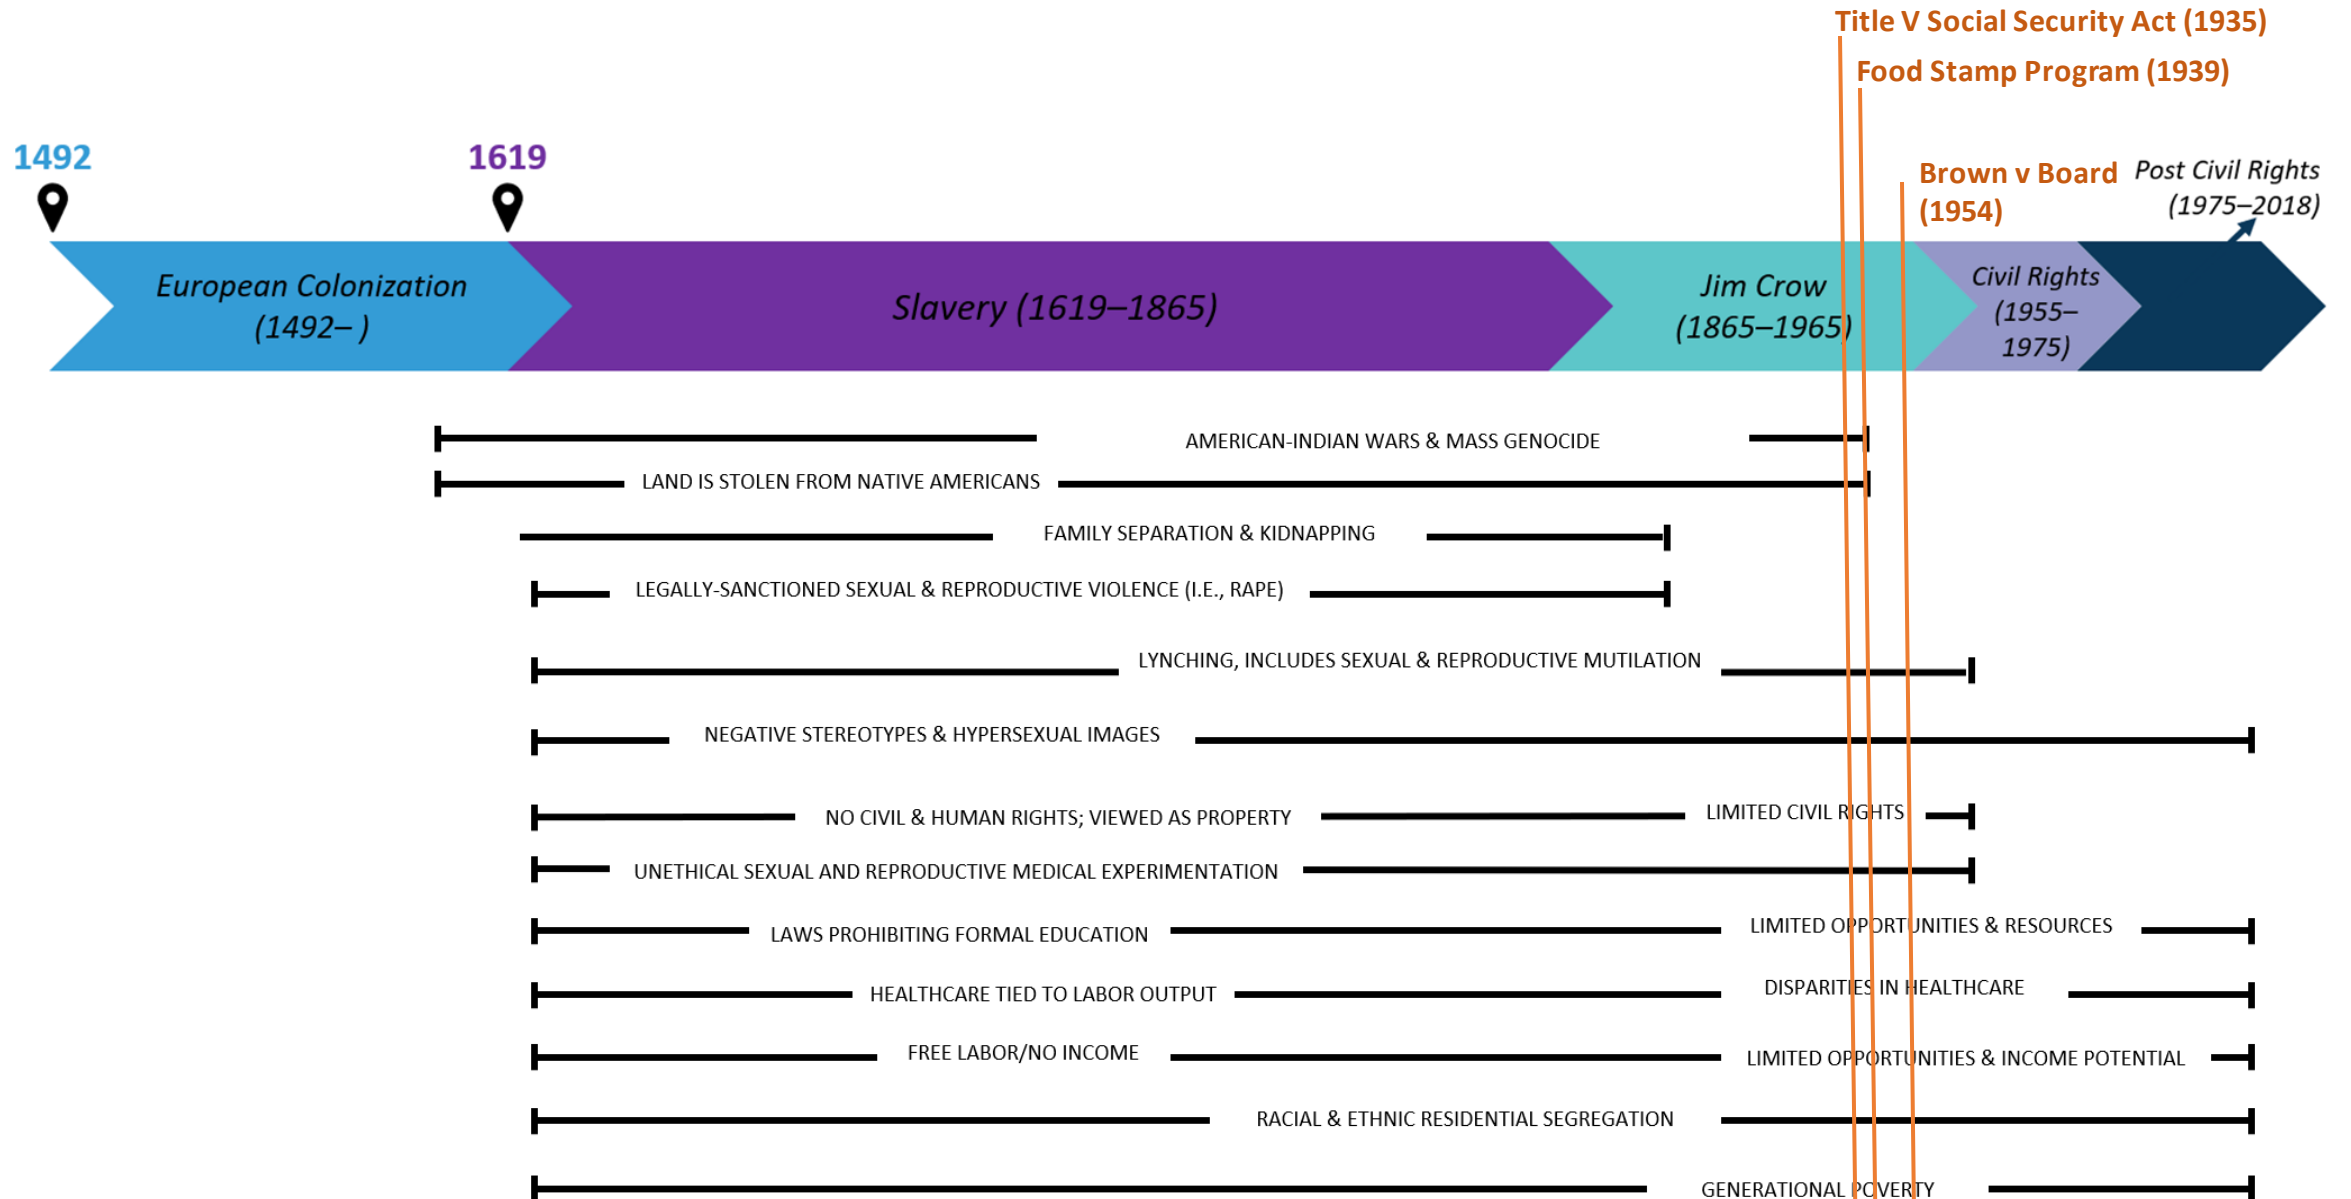 Title V Social Security Act (1935)
Food Stamp Program (1939)
1492
1619
Brown v Board
(1954)
Post Civil Rights
(1975–2018)
European Colonization
(1492– )
Slavery (1619–1865)
Jim Crow
(1865–1965)
Civil Rights
(1955–
1975)
AMERICAN-INDIAN WARS & MASS GENOCIDE
LAND IS STOLEN FROM NATIVE AMERICANS
FAMILY SEPARATION & KIDNAPPING
LEGALLY-SANCTIONED SEXUAL & REPRODUCTIVE VIOLENCE (I.E., RAPE)
LYNCHING, INCLUDES SEXUAL & REPRODUCTIVE MUTILATION
NEGATIVE STEREOTYPES & HYPERSEXUAL IMAGES
NO CIVIL & HUMAN RIGHTS; VIEWED AS PROPERTY
LIMITED CIVIL RIGHTS
UNETHICAL SEXUAL AND REPRODUCTIVE MEDICAL EXPERIMENTATION
LAWS PROHIBITING FORMAL EDUCATION
LIMITED OPPORTUNITIES & RESOURCES
HEALTHCARE TIED TO LABOR OUTPUT
DISPARITIES IN HEALTHCARE
FREE LABOR/NO INCOME
LIMITED OPPORTUNITIES & INCOME POTENTIAL
RACIAL & ETHNIC RESIDENTIAL SEGREGATION
GENERATIONAL POVERTY